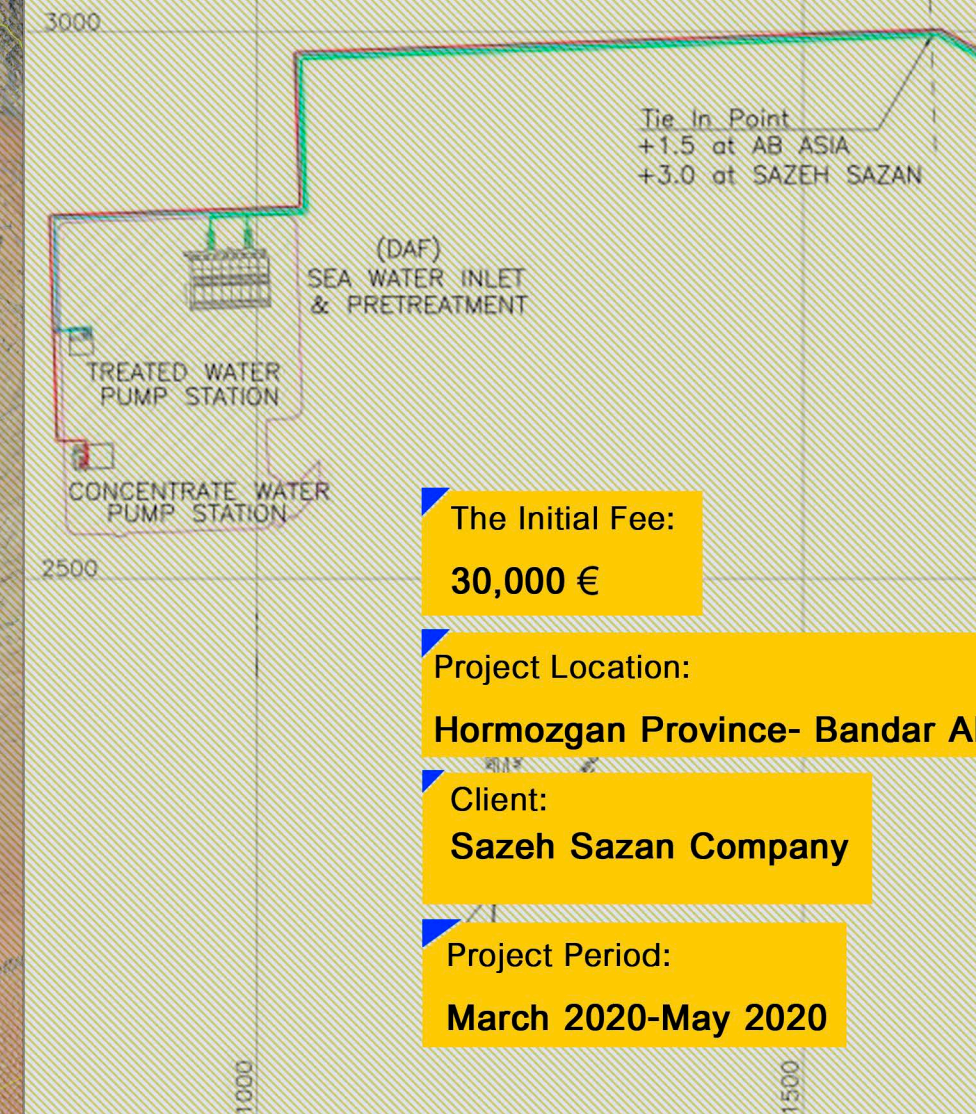 3000
Tie In Point
+1.5 at AB ASIA
+3.0 at SAZEH SAZAN
(DAF)
SEA WATER INLET
& PRETREATMENT
TREATED WATER
PUMP STATION
CONCENTRATE WATER
PUMP STATION
2500
The Initial Fee:
30,000 €
Project Location:
Hormozgan Province- Bandar
Client:
Sazeh Sazan Company
Project Period:
March 2020-May 2020
1000
1500